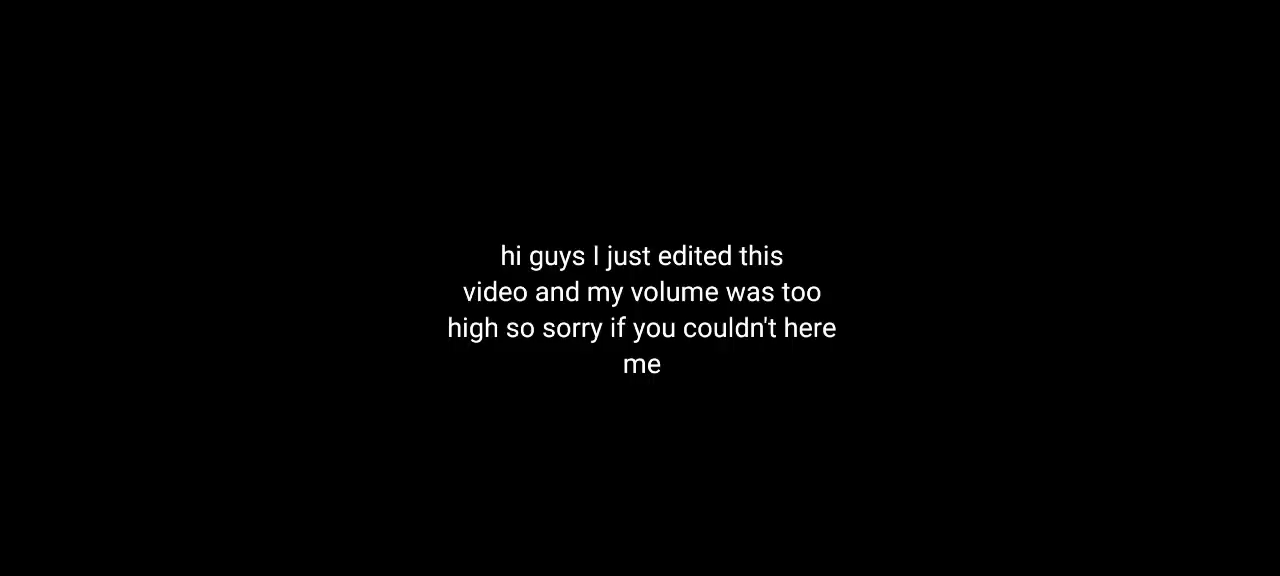 hi guys I just edited this
video and my volume was too
high so sorry if you couldn't here
me